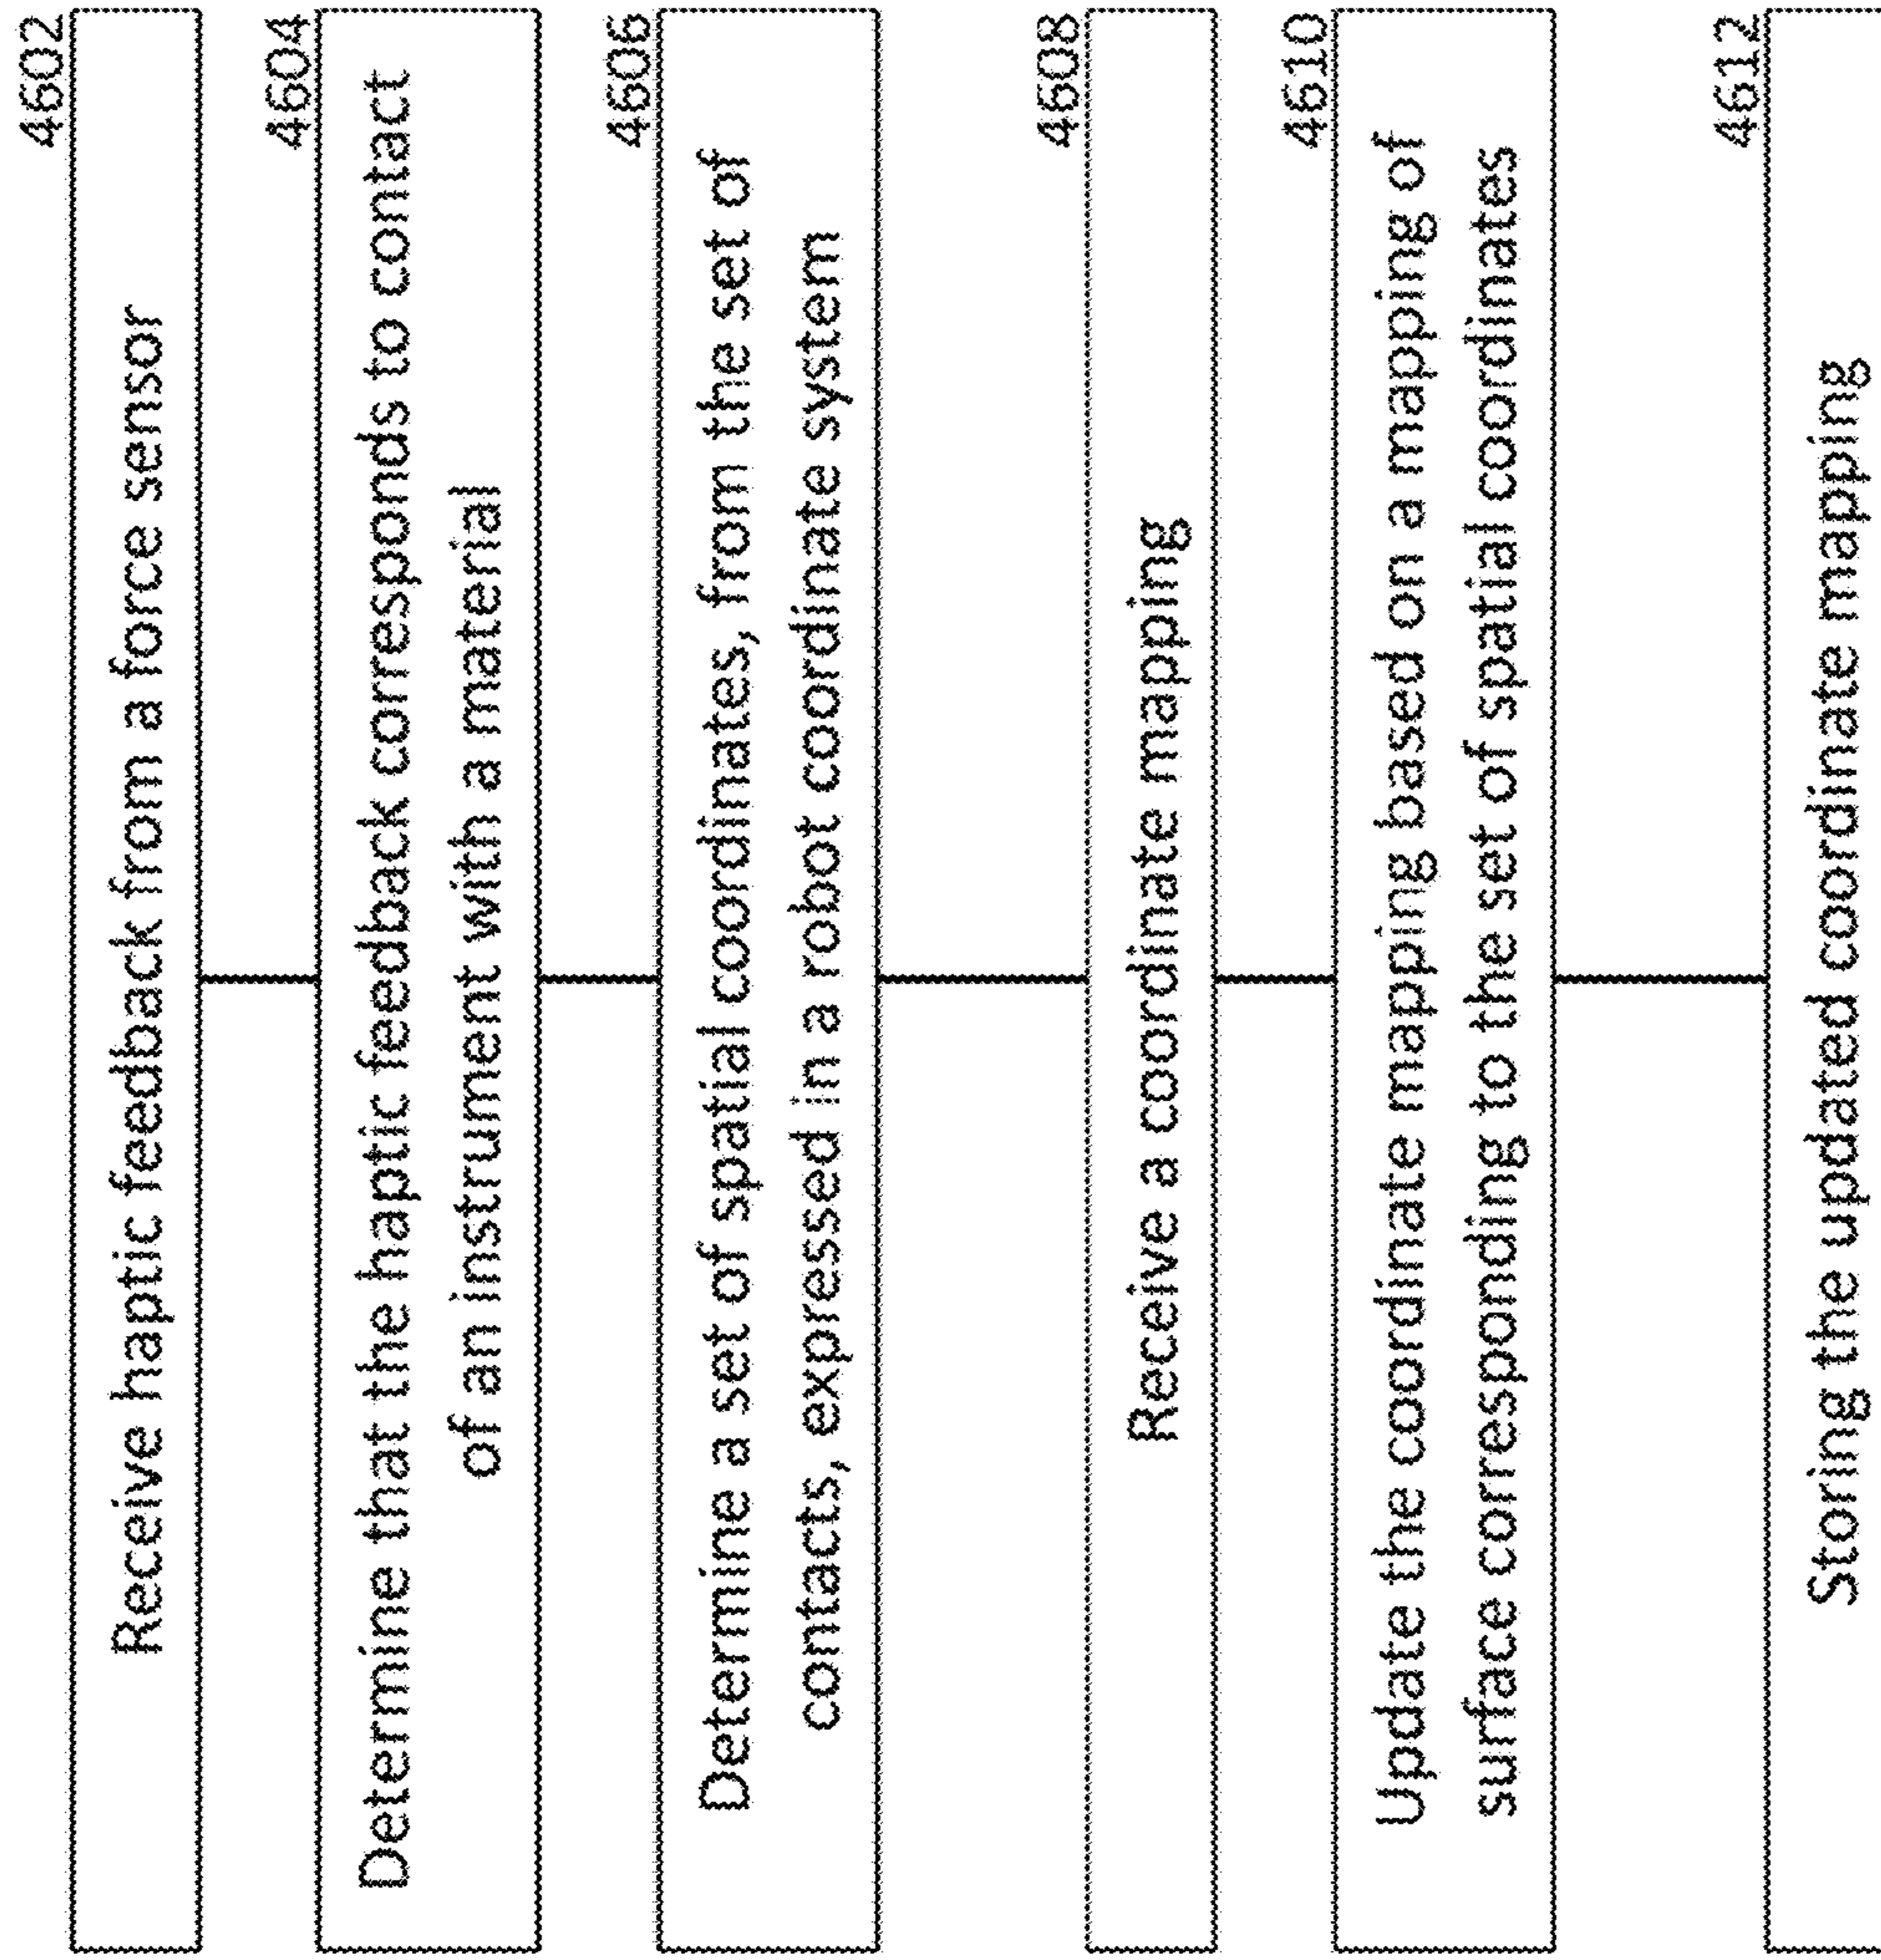 4602
Receive haptic feedback from a force sensor
4604
Determine that the haptic feedback corresponds to contact
of an instrument with a material
4606
Determine a set of spatial coordinates, from the set of
contacts, expressed in a robot coordinate system
4608
Receive a coordinate mapping
4610
Update the coordinate mapping based on a mapping of
surface corresponding to the set of spatial coordinates
4612
Storing the updated coordinate mapping